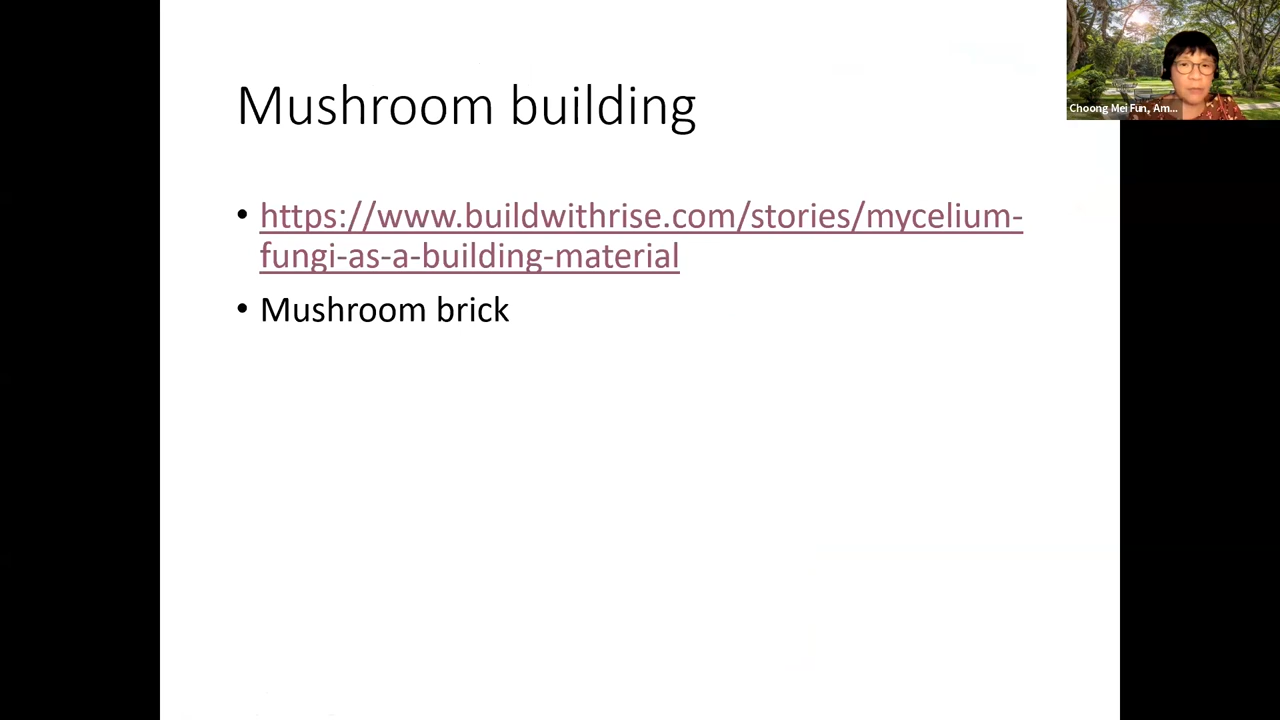 Mushroom building
• https://www.buildwithrise.com/stories/mycelium-
fungi-as-a-building-material
• Mushroom brick
Choong Mei Fun, Am...